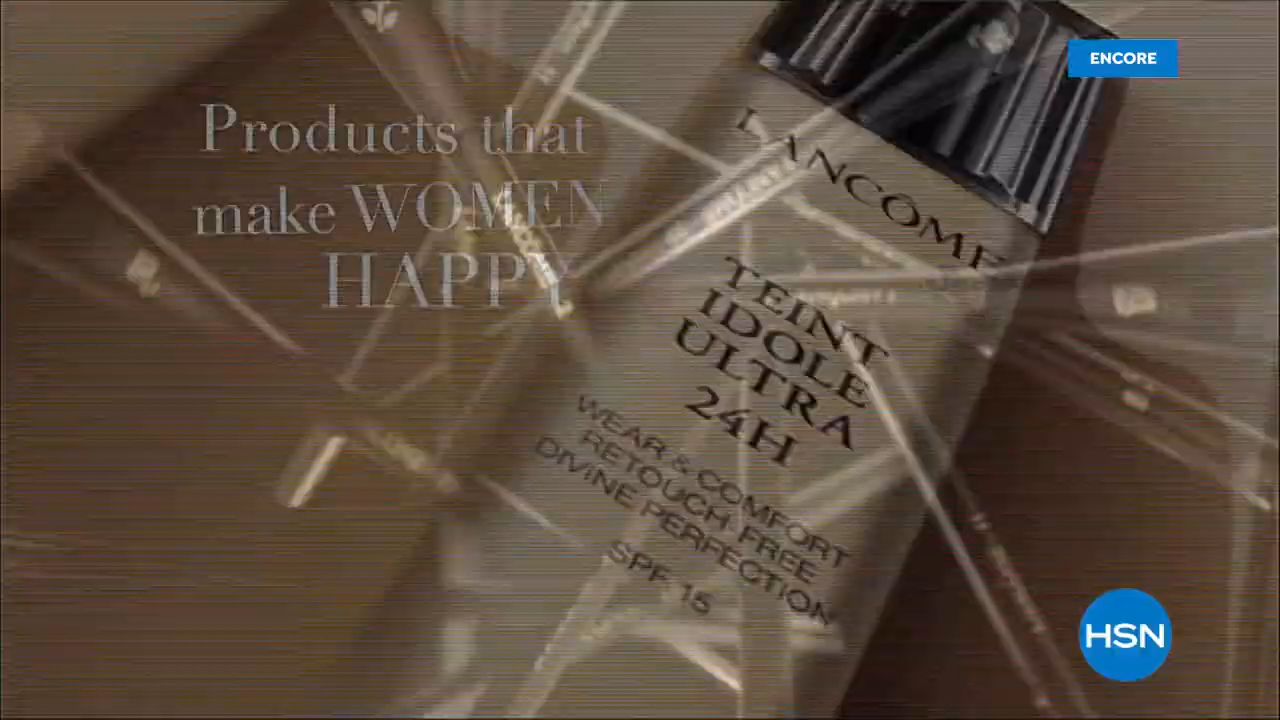 ENCORE
Products that
make WOMEN
HAPPY
LANCÔME
TEINT
IDOLE
ULTRA
24H
WEAR & COMFORT
RETOUCH-FREE
DIVINE PERFECTION
SPF 15
HSN